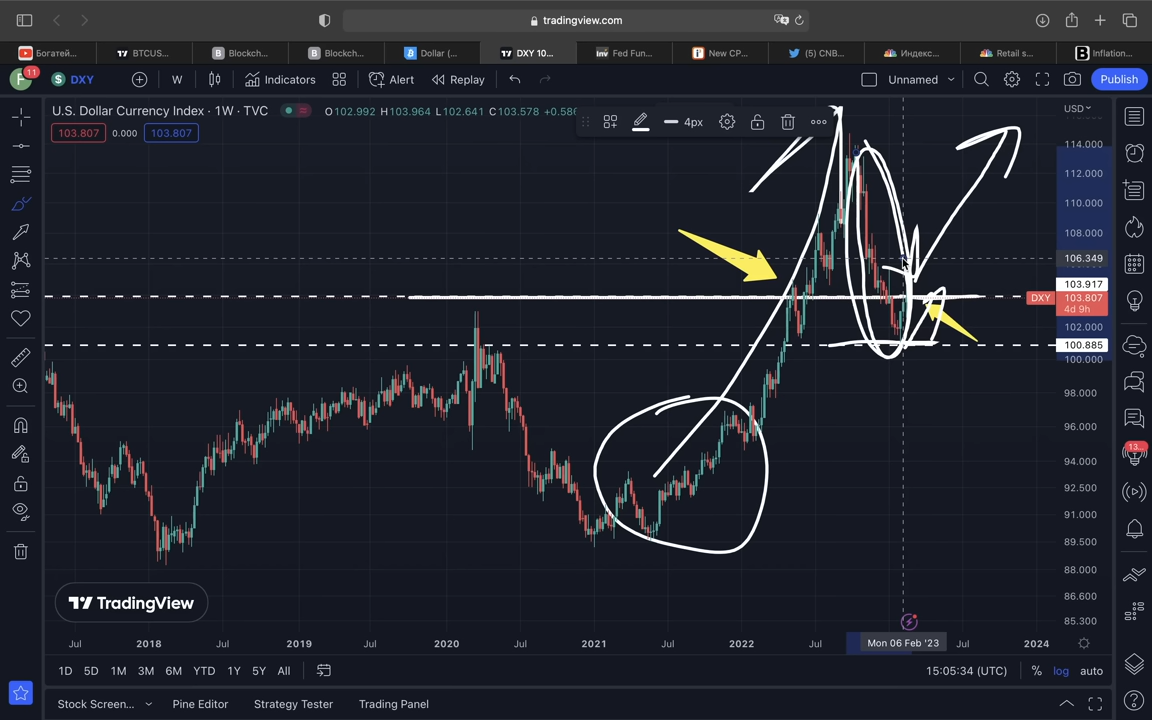 tradingview.com
Богатей... BTCUS... Blockch... Blockch... Dollar (... DXY 10... Fed Fun... New CP... (5) CNB... Индекс... Retail s... Inflation...
F 11 DXY W Indicators Alert Replay Unnamed Publish
U.S. Dollar Currency Index · 1W · TVC O102.992 H103.964 L102.641 C103.578 USD
103.807 0.000 103.807
4px
114.000
112.000
110.000
108.000
106.349
103.917
DXY 103.807
4d 9h
102.000
100.885
100.000
98.000
96.000
94.000
92.500
91.000
89.500
88.000
86.600
85.300
13...
TradingView
Jul 2018 Jul 2019 Jul 2020 Jul 2021 Jul 2022 Jul Mon 06 Feb '23 Jul 2024
1D 5D 1M 3M 6M YTD 1Y 5Y All 15:05:34 (UTC) % log auto
Stock Screen... Pine Editor Strategy Tester Trading Panel